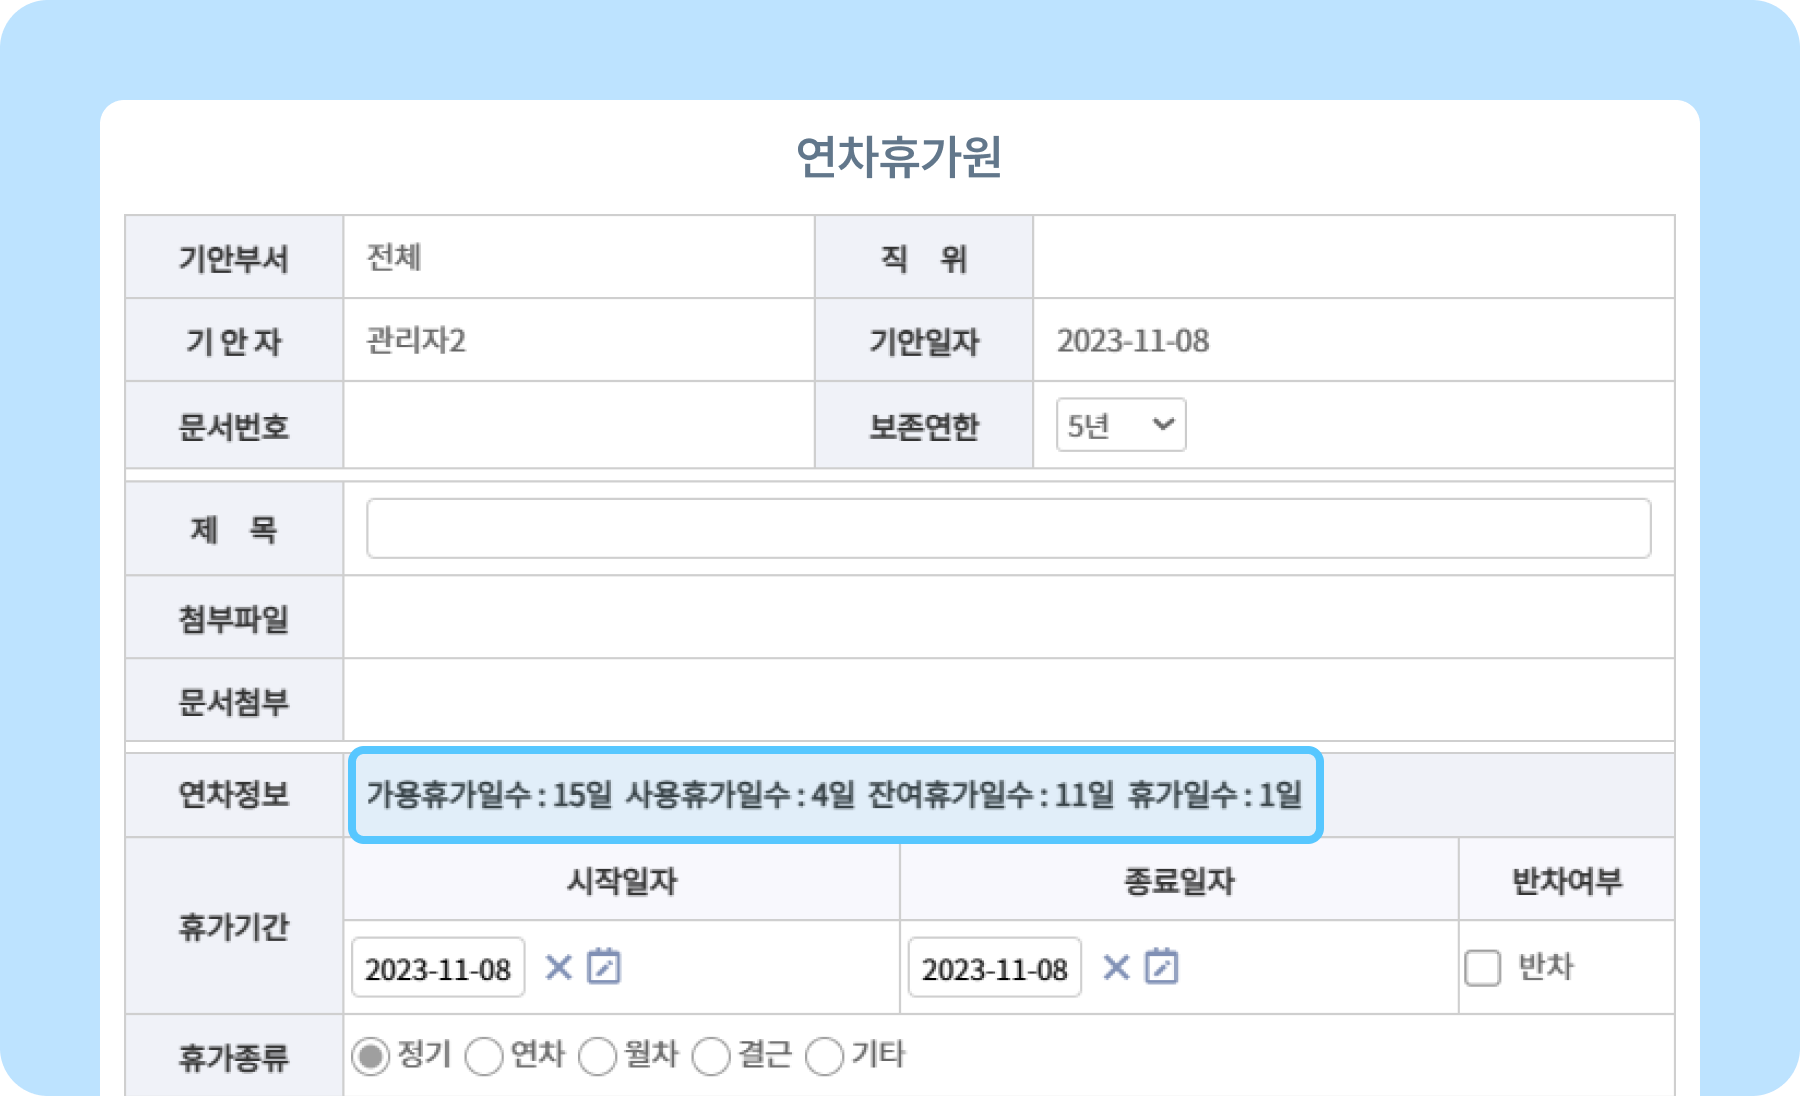 연차휴가원
기안부서 전체 직 위
기 안 자 관리자2 기안일자 2023-11-08
문서번호 보존연한 5년
제 목
첨부파일
문서첨부
연차정보 가용휴가일수 : 15일 사용휴가일수 : 4일 잔여휴가일수 : 11일 휴가일수 : 1일
휴가기간 시작일자 종료일자 반차여부
2023-11-08 2023-11-08 반차
휴가종류 정기 연차 월차 결근 기타